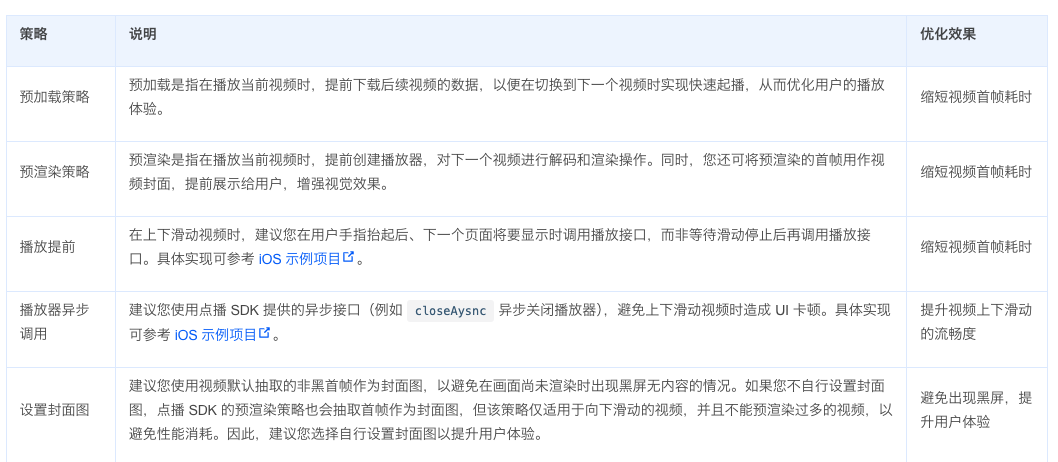 策略 说明 优化效果
预加载策略
预加载是指在播放当前视频时，提前下载后续视频的数据，以便在切换到下一个视频时实现快速起播，从而优化用户的播放
体验。
缩短视频首帧耗时
预渲染策略
预渲染是指在播放当前视频时，提前创建播放器，对下一个视频进行解码和渲染操作。同时，您还可将预渲染的首帧用作视
频封面，提前展示给用户，增强视觉效果。
缩短视频首帧耗时
播放提前
在上下滑动视频时，建议您在用户手指抬起后、下一个页面将要显示时调用播放接口，而非等待滑动停止后再调用播放接
口。具体实现可参考 iOS 示例项目。
缩短视频首帧耗时
播放器异步
调用
建议您使用点播 SDK 提供的异步接口（例如 closeAysnc 异步关闭播放器），避免上下滑动视频时造成 UI 卡顿。具体实现
可参考 iOS 示例项目。
提升视频上下滑动
的流畅度
设置封面图
建议您使用视频默认抽取的非黑首帧作为封面图，以避免在画面尚未渲染时出现黑屏无内容的情况。如果您不自行设置封面
图，点播 SDK 的预渲染策略也会抽取首帧作为封面图，但该策略仅适用于向下滑动的视频，并且不能预渲染过多的视频，以
避免性能消耗。因此，建议您选择自行设置封面图以提升用户体验。
避免出现黑屏，提
升用户体验